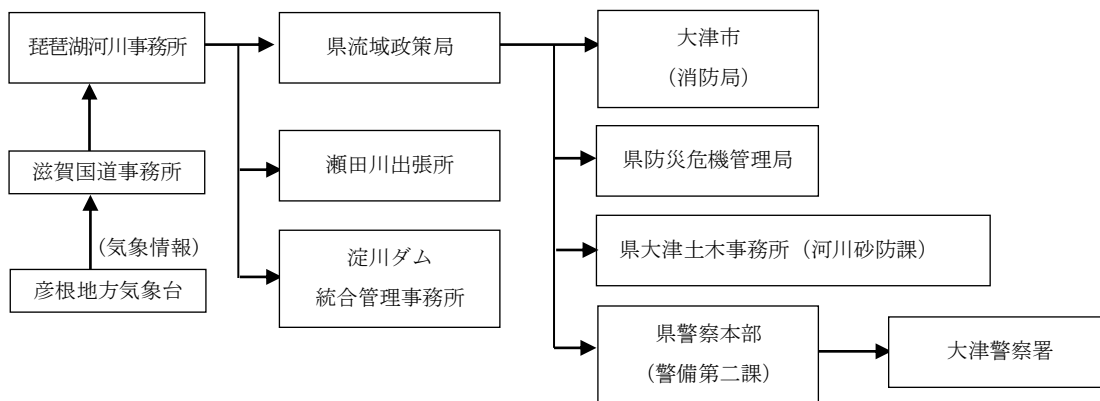 琵琶湖河川事務所
県流域政策局
大津市
（消防局）
滋賀国道事務所
瀬田川出張所
県防災危機管理局
（気象情報）
彦根地方気象台
淀川ダム
統合管理事務所
県大津土木事務所（河川砂防課）
県警察本部
（警備第二課）
大津警察署